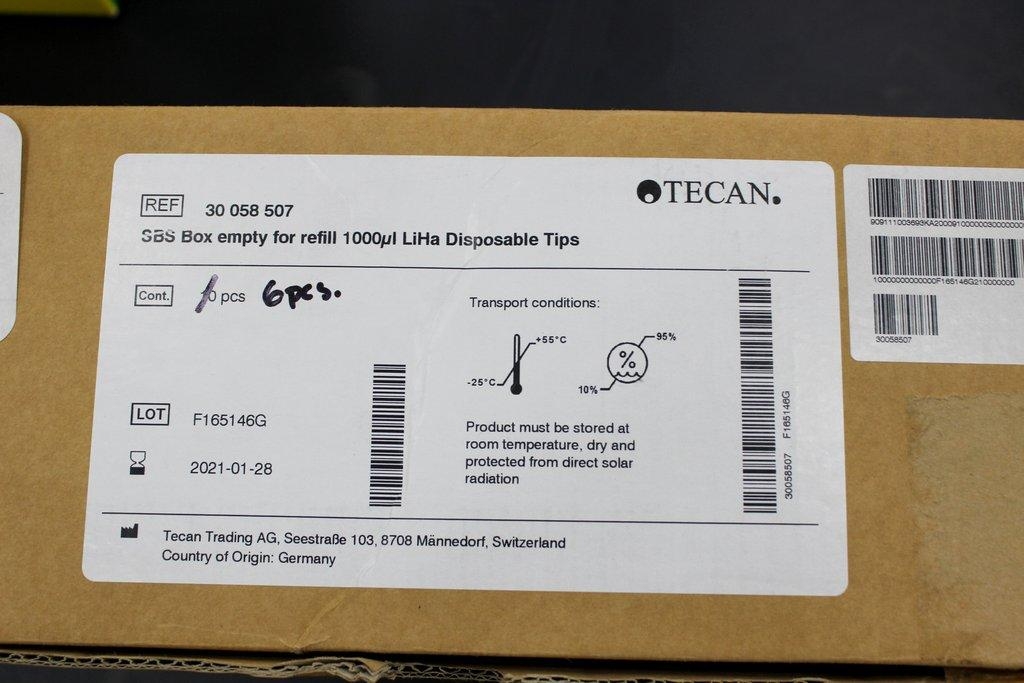 TECAN.
REF 30 058 507
SBS Box empty for refill 1000µl LiHa Disposable Tips
Cont. 10 pcs 6pcs.
Transport conditions:
+55°C
-25°C
95%
%
10%
Product must be stored at
room temperature, dry and
protected from direct solar
radiation
LOT F165146G
2021-01-28
30058507 F165146G
Tecan Trading AG, Seestraße 103, 8708 Männedorf, Switzerland
Country of Origin: Germany
30058507